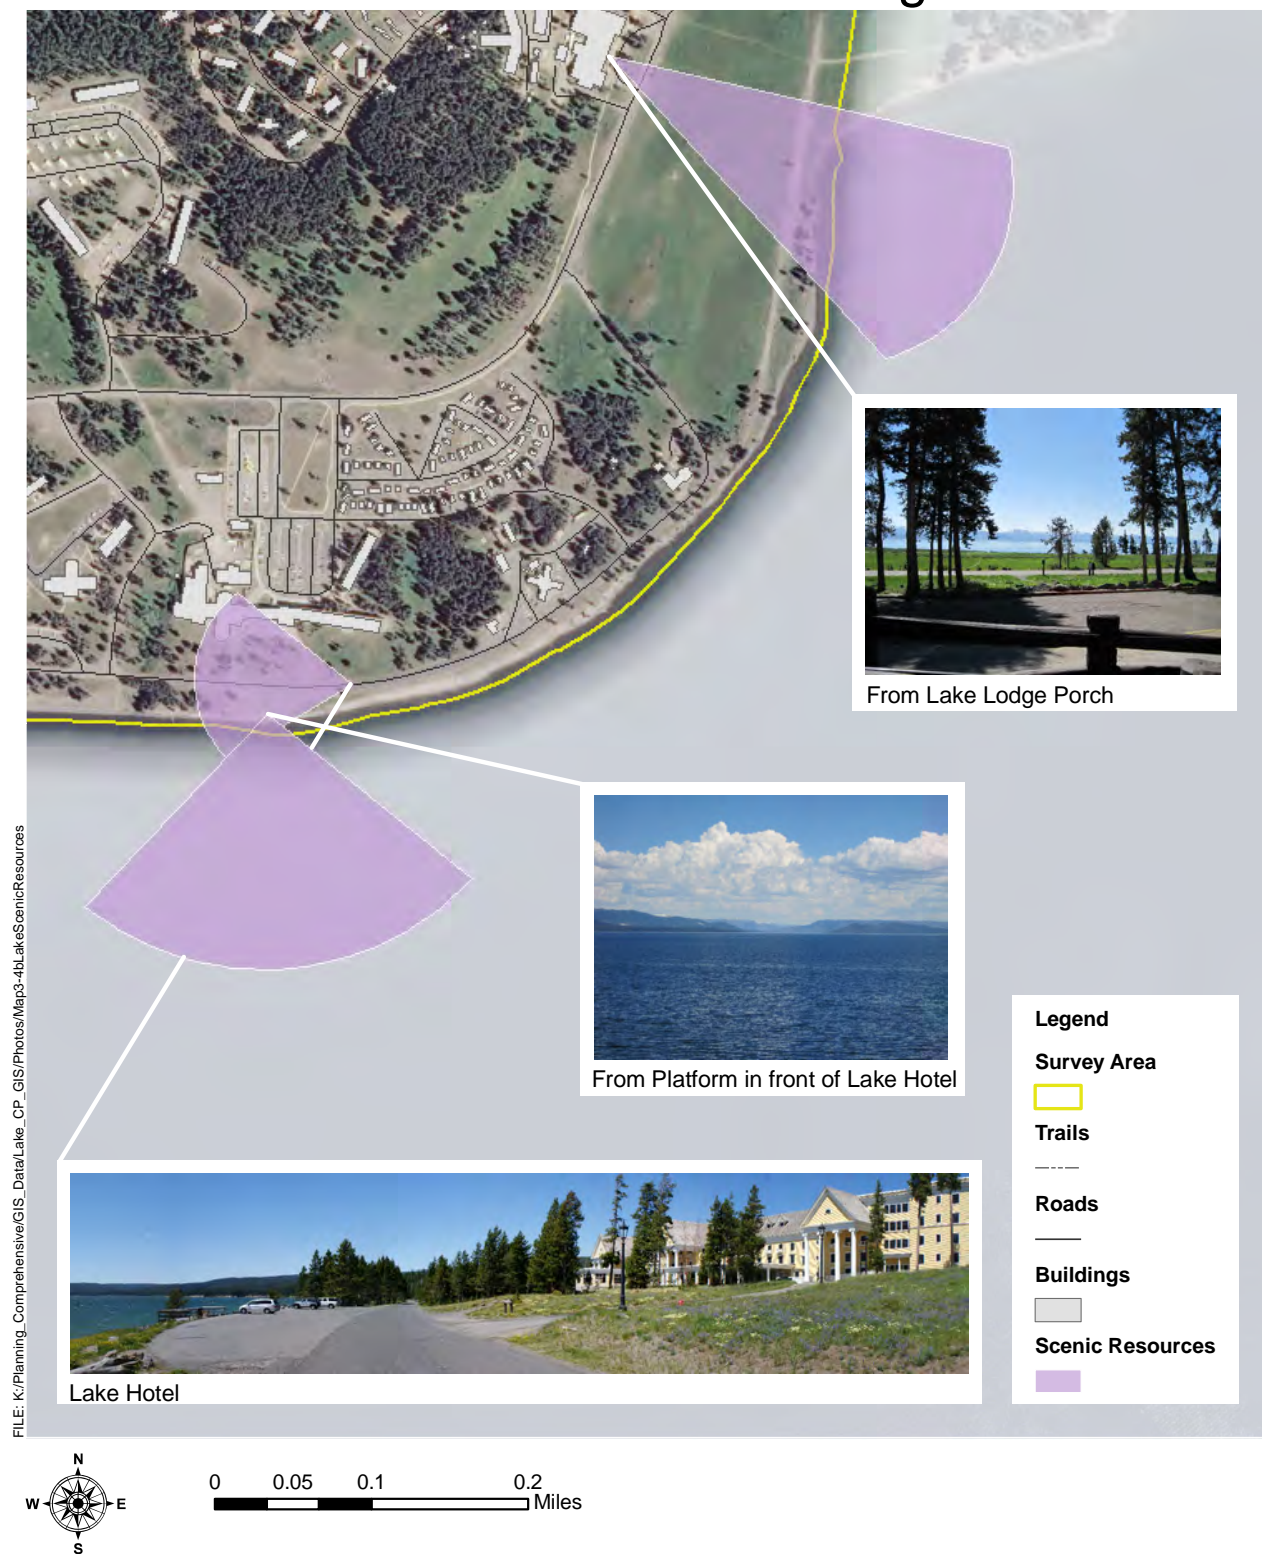 From Lake Lodge Porch
From Platform in front of Lake Hotel
Lake Hotel
Legend
Survey Area
Trails
Roads
Buildings
Scenic Resources
FILE: K:/Planning_Comprehensive/GIS_Data/Lake_CP_GIS/Photos/Map3-4bLakeScenicResources
N
W E
S
0 0.05 0.1 0.2
Miles